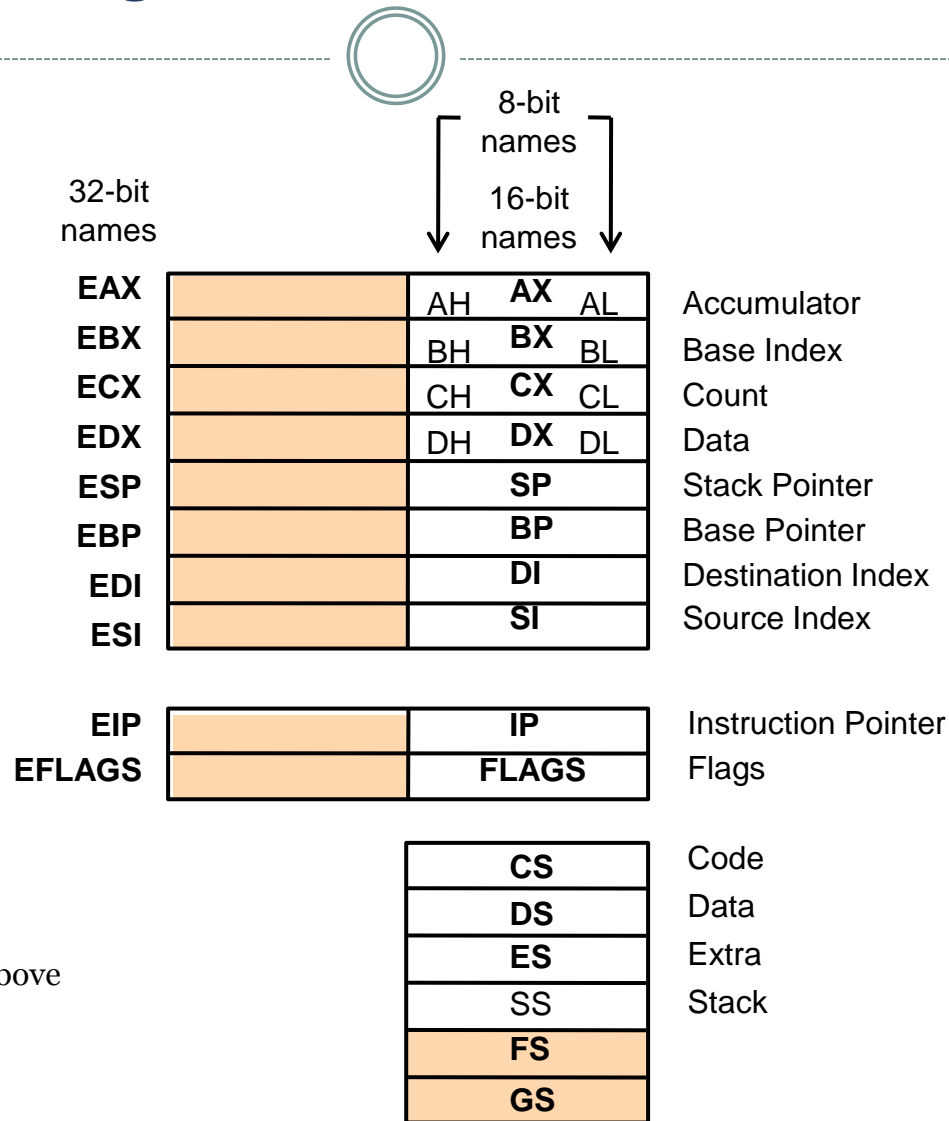 8-bit
names
32-bit
names
16-bit
names
EAX AH AX AL Accumulator
EBX BH BX BL Base Index
ECX CH CX CL Count
EDX DH DX DL Data
ESP SP Stack Pointer
EBP BP Base Pointer
EDI DI Destination Index
ESI SI Source Index
EIP IP Instruction Pointer
EFLAGS FLAGS Flags
CS Code
DS Data
ES Extra
SS Stack
FS
GS